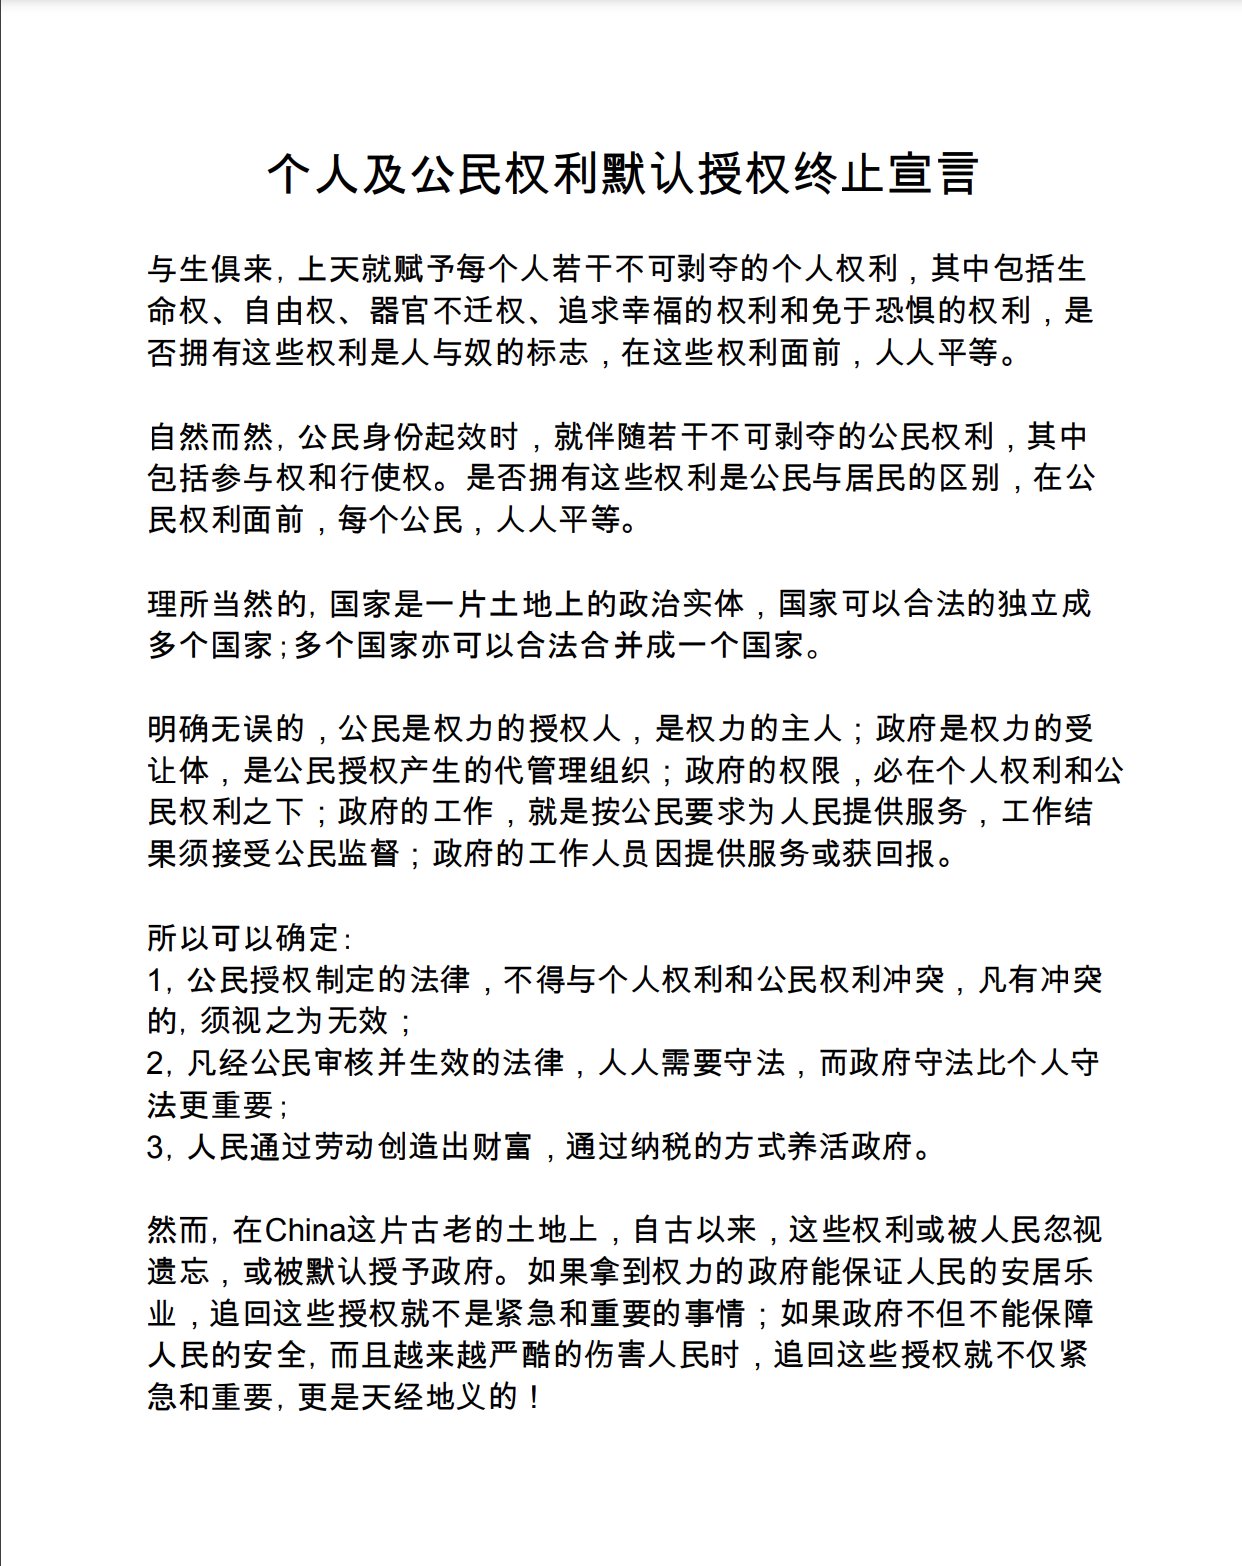 个人及公民权利默认授权终止宣言
与生俱来, 上天就赋予每个人若干不可剥夺的个人权利，其中包括生
命权、自由权、器官不迁权、追求幸福的权利和免于恐惧的权利，是
否拥有这些权利是人与奴的标志，在这些权利面前，人人平等。
自然而然, 公民身份起效时，就伴随若干不可剥夺的公民权利，其中
包括参与权和行使权。是否拥有这些权利是公民与居民的区别，在公
民权利面前，每个公民，人人平等。
理所当然的, 国家是一片土地上的政治实体，国家可以合法的独立成
多个国家；多个国家亦可以合法合并成一个国家。
明确无误的，公民是权力的授权人，是权力的主人；政府是权力的受
让体，是公民授权产生的代管理组织；政府的权限，必在个人权利和公
民权利之下；政府的工作，就是按公民要求为人民提供服务，工作结
果须接受公民监督；政府的工作人员因提供服务或获回报。
所以可以确定:
1, 公民授权制定的法律，不得与个人权利和公民权利冲突，凡有冲突
的, 须视之为无效；
2, 凡经公民审核并生效的法律，人人需要守法，而政府守法比个人守
法更重要；
3, 人民通过劳动创造出财富，通过纳税的方式养活政府。
然而, 在China这片古老的土地上，自古以来，这些权利或被人民忽视
遗忘，或被默认授予政府。如果拿到权力的政府能保证人民的安居乐
业，追回这些授权就不是紧急和重要的事情；如果政府不但不能保障
人民的安全, 而且越来越严酷的伤害人民时，追回这些授权就不仅紧
急和重要, 更是天经地义的！